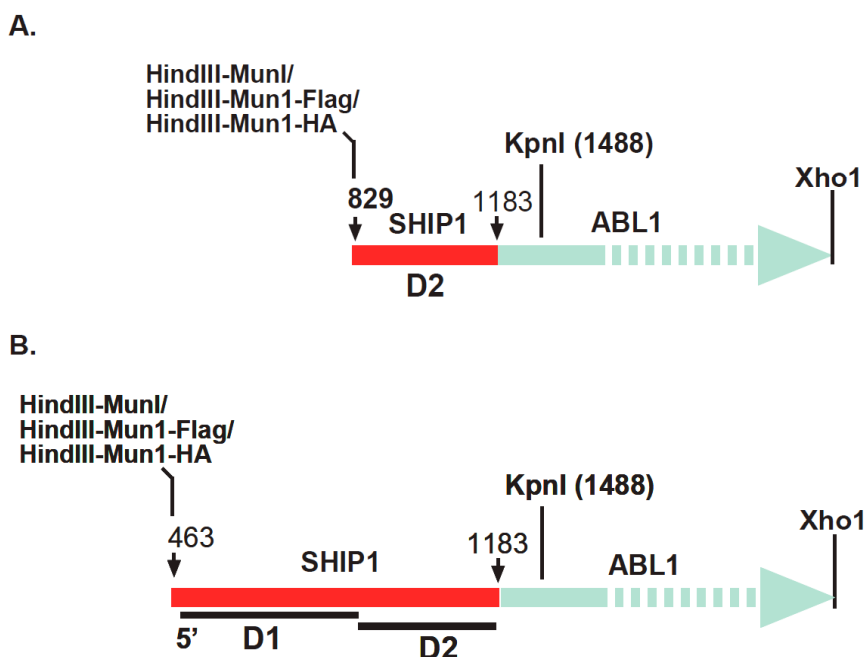 A.
HindIII-MunI/
HindIII-Mun1-Flag/
HindIII-Mun1-HA
KpnI (1488)
Xho1
829
1183
SHIP1
ABL1
D2
B.
HindIII-MunI/
HindIII-Mun1-Flag/
HindIII-Mun1-HA
KpnI (1488)
Xho1
463
1183
SHIP1
ABL1
5’
D1
D2